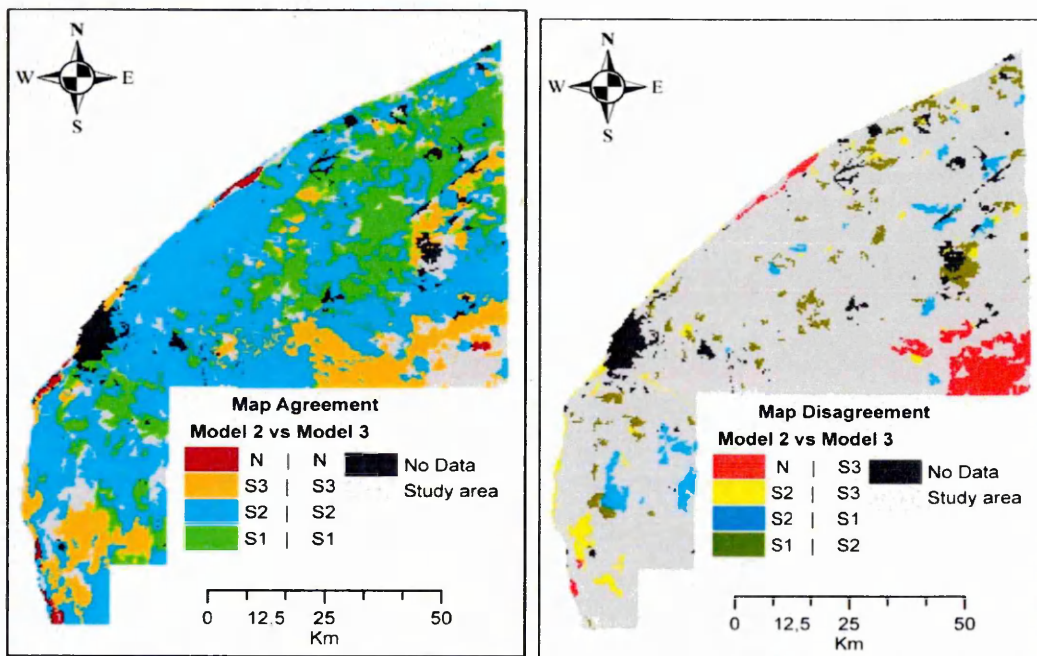 N
W E
S
Map Agreement
Model 2 vs Model 3
N | N
S3 | S3
S2 | S2
S1 | S1
No Data
Study area
0 12,5 25 50
Km
N
W E
S
Map Disagreement
Model 2 vs Model 3
N | S3
S2 | S3
S2 | S1
S1 | S2
No Data
Study area
0 12,5 25 50
Km